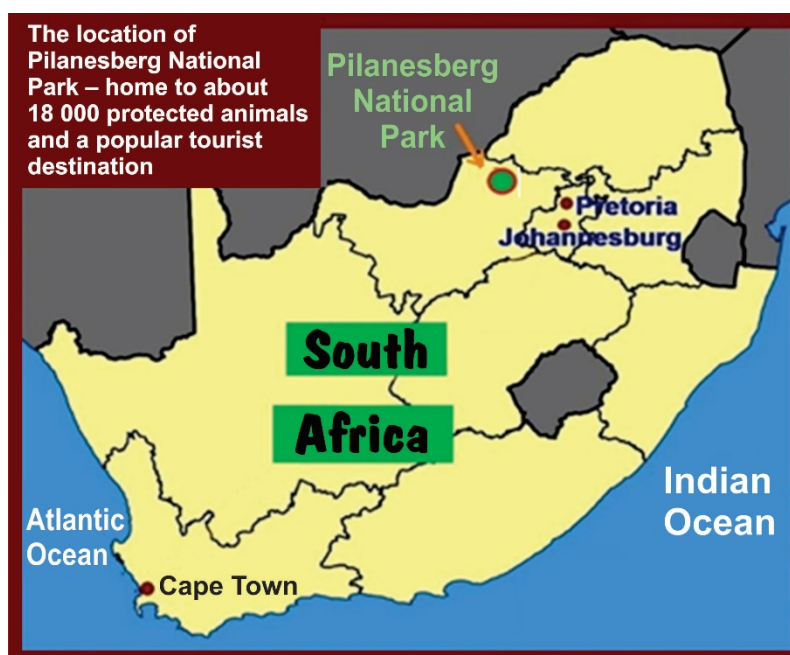 The location of
Pilanesberg National
Park – home to about
18 000 protected animals
and a popular tourist
destination
Pilanesberg
National
Park
Pretoria
Johannesburg
South
Africa
Indian
Ocean
Atlantic
Ocean
Cape Town